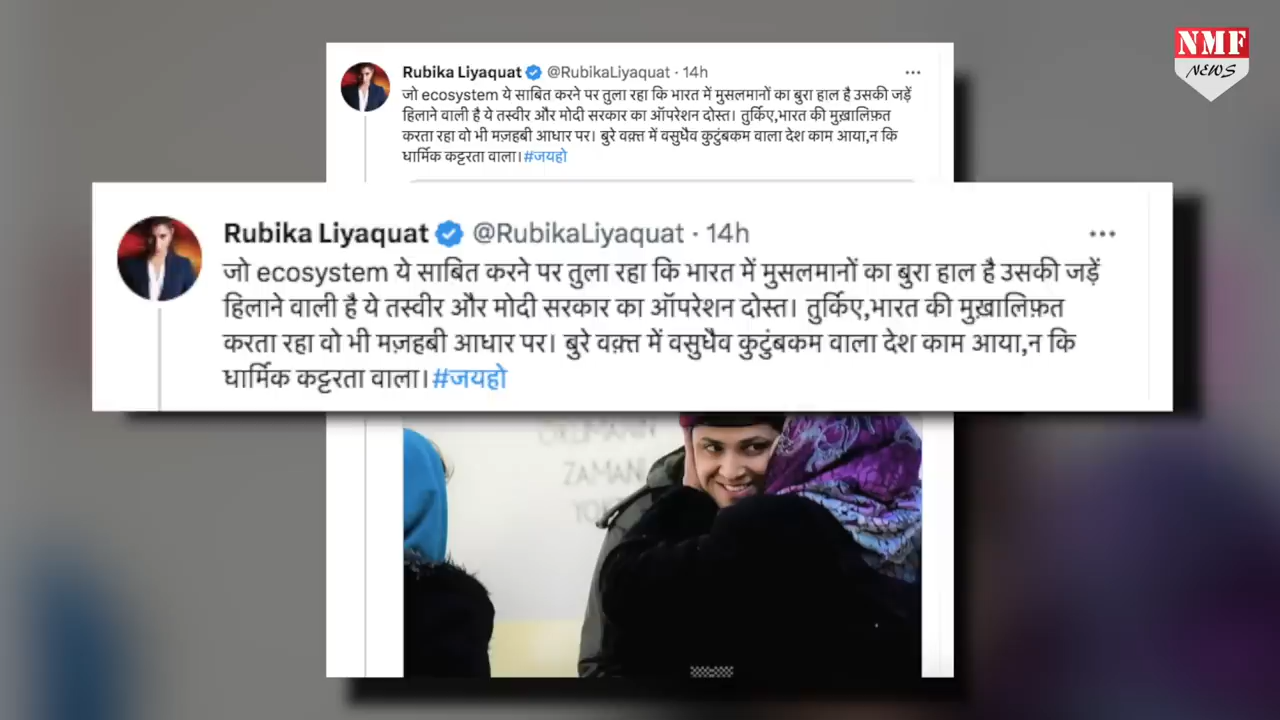 NMF
NEWS
Rubika Liyaquat @RubikaLiyaquat · 14h
जो ecosystem ये साबित करने पर तुला रहा कि भारत में मुसलमानों का बुरा हाल है उसकी जड़ें
हिलाने वाली है ये तस्वीर और मोदी सरकार का ऑपरेशन दोस्त। तुर्किए,भारत की मुख़ालिफ़त
करता रहा वो भी मज़हबी आधार पर। बुरे वक़्त में वसुधैव कुटुंबकम वाला देश काम आया,न कि
धार्मिक कट्टरता वाला।#जयहो
Rubika Liyaquat @RubikaLiyaquat · 14h
जो ecosystem ये साबित करने पर तुला रहा कि भारत में मुसलमानों का बुरा हाल है उसकी जड़ें
हिलाने वाली है ये तस्वीर और मोदी सरकार का ऑपरेशन दोस्त। तुर्किए,भारत की मुख़ालिफ़त
करता रहा वो भी मज़हबी आधार पर। बुरे वक़्त में वसुधैव कुटुंबकम वाला देश काम आया,न कि
धार्मिक कट्टरता वाला।#जयहो
ZAMANI